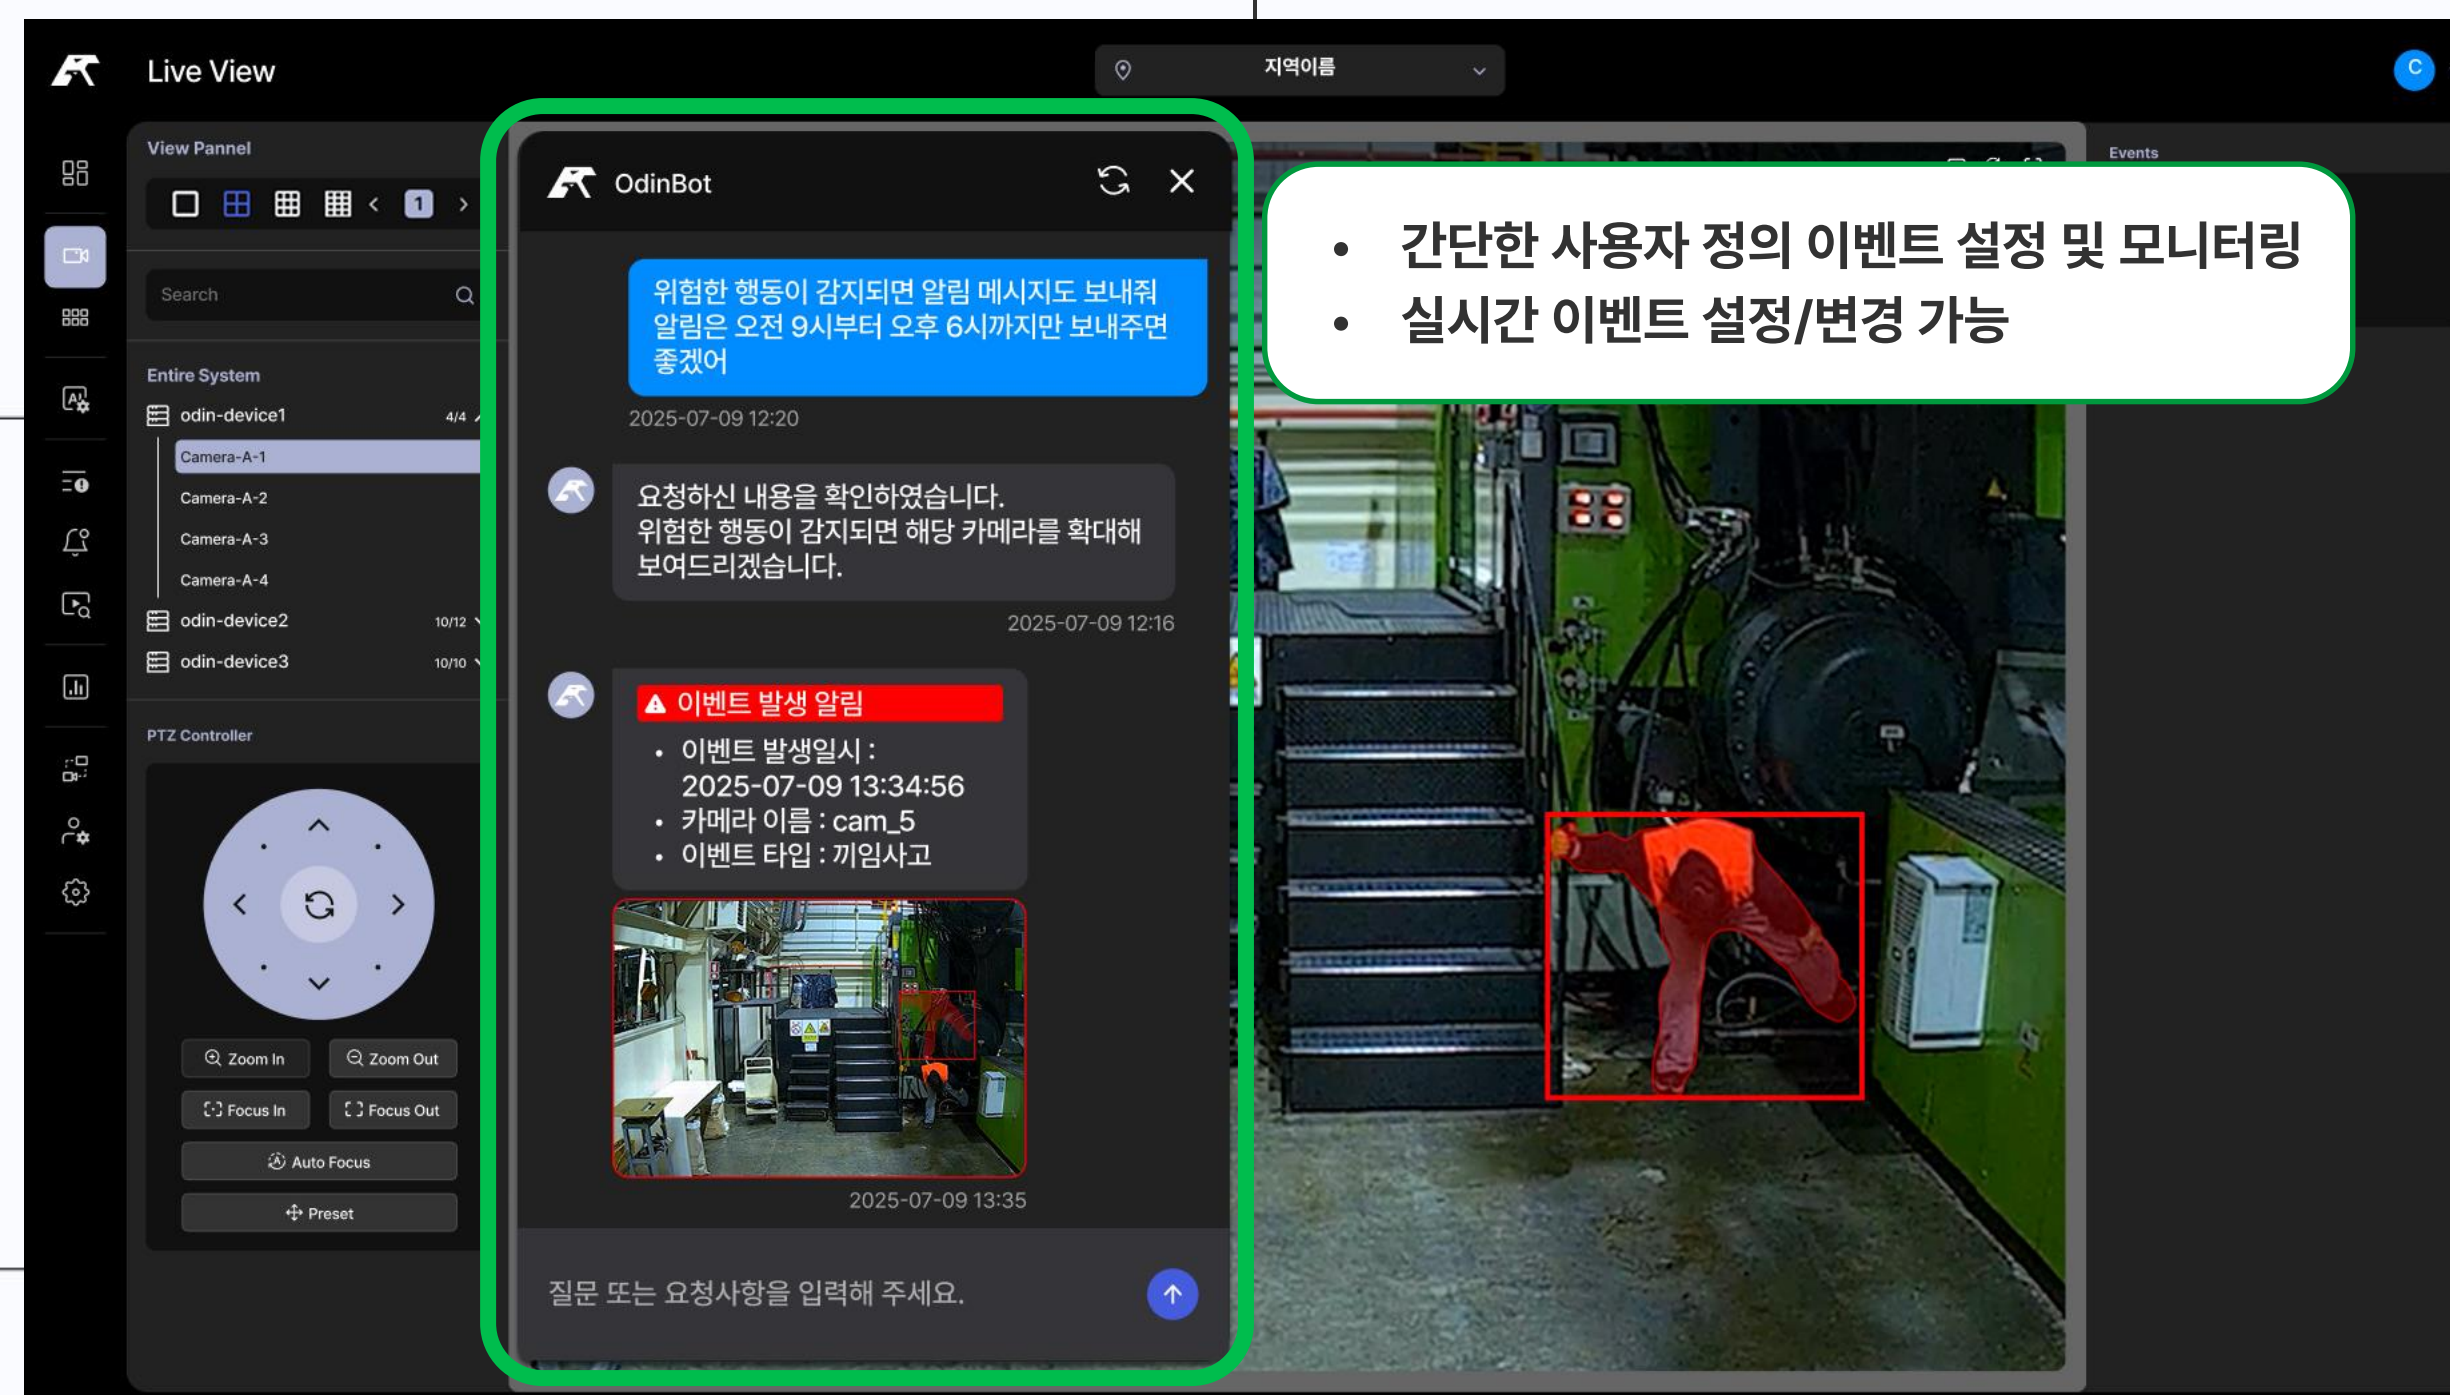 Live View
지역이름
C
View Pannel
1
Search
Entire System
odin-device1 4/4
Camera-A-1
Camera-A-2
Camera-A-3
Camera-A-4
odin-device2 10/12
odin-device3 10/10
PTZ Controller
Zoom In
Zoom Out
Focus In
Focus Out
Auto Focus
Preset
OdinBot
위험한 행동이 감지되면 알림 메시지도 보내줘
알림은 오전 9시부터 오후 6시까지만 보내주면
좋겠어
2025-07-09 12:20
요청하신 내용을 확인하였습니다.
위험한 행동이 감지되면 해당 카메라를 확대해
보여드리겠습니다.
2025-07-09 12:16
이벤트 발생 알림
• 이벤트 발생일시 :
2025-07-09 13:34:56
• 카메라 이름 : cam_5
• 이벤트 타입 : 끼임사고
2025-07-09 13:35
질문 또는 요청사항을 입력해 주세요.
• 간단한 사용자 정의 이벤트 설정 및 모니터링
• 실시간 이벤트 설정/변경 가능
Events